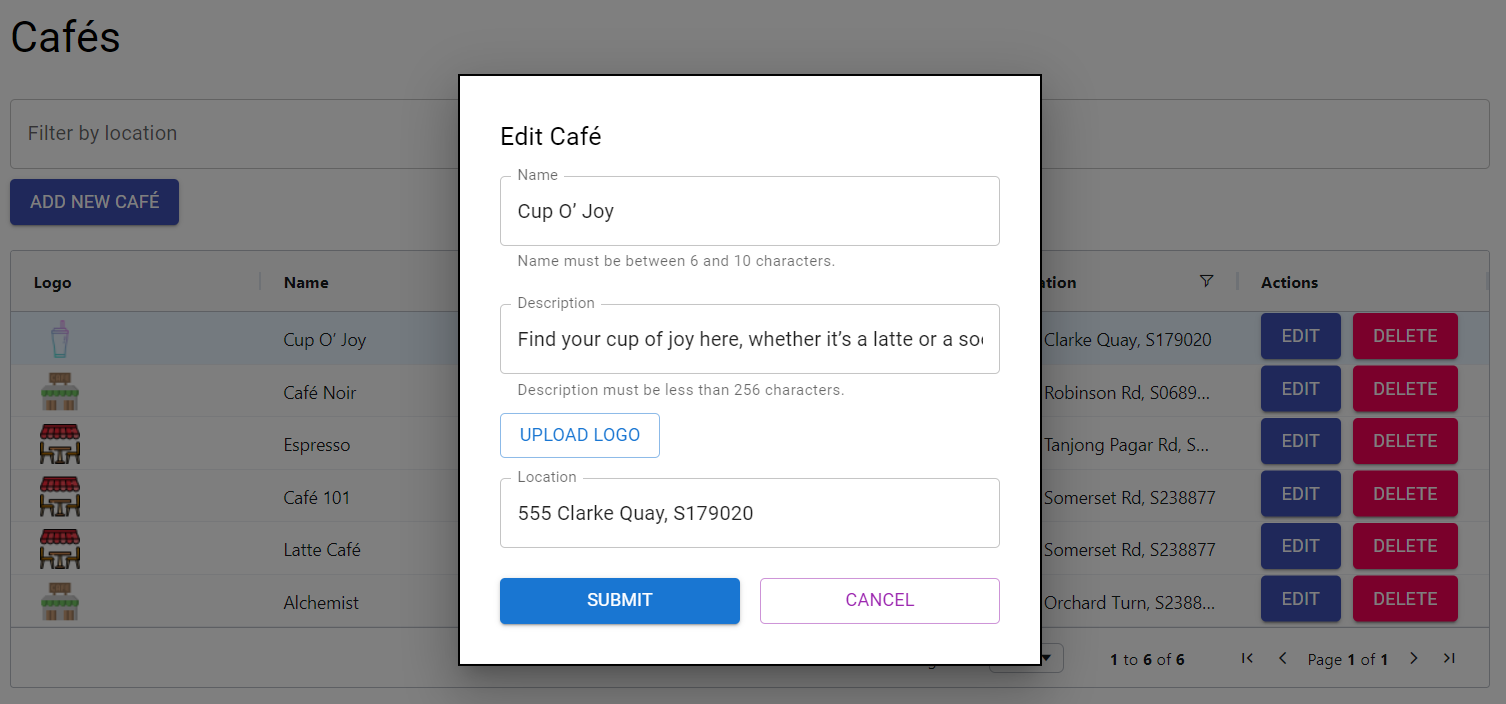 Cafés
Filter by location
ADD NEW CAFÉ
Edit Café
Name
Cup O’ Joy
Name must be between 6 and 10 characters.
Description
Find your cup of joy here, whether it’s a latte or a
Description must be less than 256 characters.
UPLOAD LOGO
Location
555 Clarke Quay, S179020
SUBMIT CANCEL
Logo Name Actions
Cup O’ Joy Clarke Quay, S179020 EDIT DELETE
Café Noir Robinson Rd, S0689... EDIT DELETE
Espresso Tanjong Pagar Rd, S... EDIT DELETE
Café 101 Somerset Rd, S238877 EDIT DELETE
Latte Café Somerset Rd, S238877 EDIT DELETE
Alchemist Orchard Turn, S2388... EDIT DELETE
1 to 6 of 6 Page 1 of 1